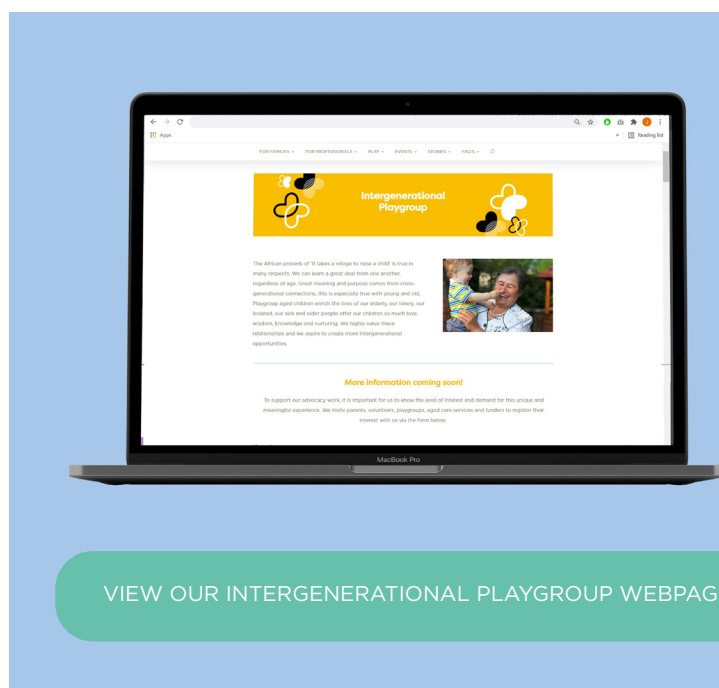 Apps
Reading list
FOR FAMILIES
FOR PROFESSIONALS
PLAY
EVENTS
STORIES
FAQS
Intergenerational
Playgroup
The African proverb of 'It takes a village to raise a child' is true in
many respects. We can learn a great deal from one another,
regardless of age. Great meaning and purpose comes from cross-
generational connections, this is especially true with young and old.
Playgroup aged children enrich the lives of our elderly, our lonely, our
isolated, our sick and older people offer our children so much love,
wisdom, knowledge and nurturing. We highly value these
relationships and we aspire to create more intergenerational
opportunities.
More information coming soon!
To support our advocacy work, it is important for us to know the level of interest and demand for this unique and
meaningful experience. We invite parents, volunteers, playgroups, aged care services and funders to register their
interest with us via the form below.
MacBook Pro
VIEW OUR INTERGENERATIONAL PLAYGROUP WEBPAG